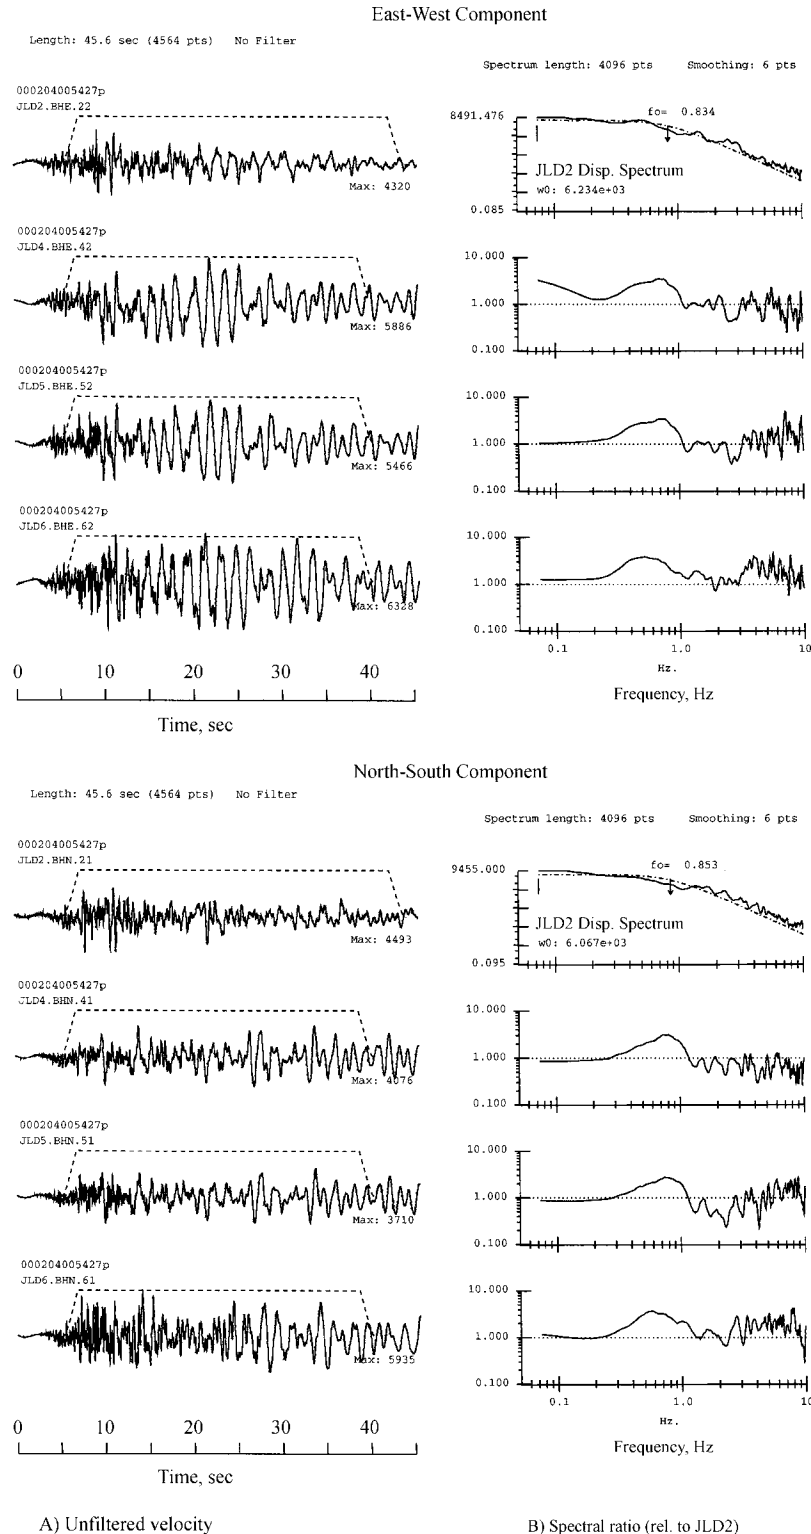 East-West Component
Length: 45.6 sec (4564 pts) No Filter
Spectrum length: 4096 pts Smoothing: 6 pts
000204005427p
JLD2.BHE.22
Max: 4320
fo= 0.834
8491.476
JLD2 Disp. Spectrum
w0: 6.234e+03
0.085
000204005427p
JLD4.BHE.42
Max: 5886
10.000
1.000
0.100
000204005427p
JLD5.BHE.52
Max: 5466
10.000
1.000
0.100
000204005427p
JLD6.BHE.62
Max: 6328
10.000
1.000
0.100
0.1 1.0 10
Hz.
Frequency, Hz
0 10 20 30 40
Time, sec
North-South Component
Length: 45.6 sec (4564 pts) No Filter
Spectrum length: 4096 pts Smoothing: 6 pts
000204005427p
JLD2.BHN.21
Max: 4493
fo= 0.853
9455.000
JLD2 Disp. Spectrum
w0: 6.067e+03
0.095
000204005427p
JLD4.BHN.41
Max: 4076
10.000
1.000
0.100
000204005427p
JLD5.BHN.51
Max: 3710
10.000
1.000
0.100
000204005427p
JLD6.BHN.61
Max: 5935
10.000
1.000
0.100
0.1 1.0 10
Hz.
Frequency, Hz
0 10 20 30 40
Time, sec
A) Unfiltered velocity
B) Spectral ratio (rel. to JLD2)